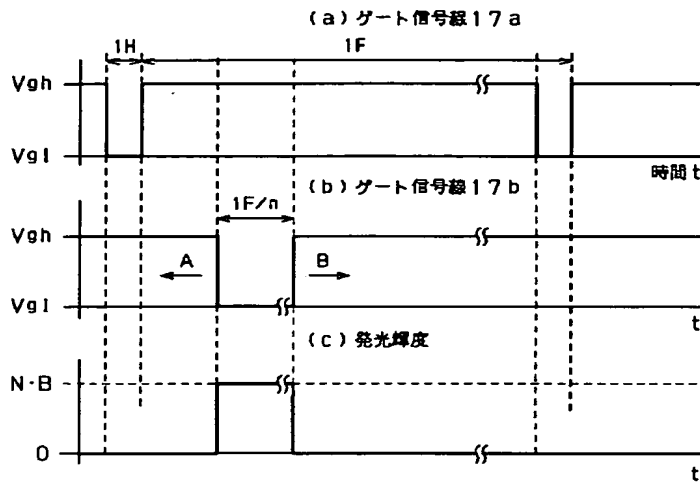 (a)ゲート信号線17a
1H
1F
Vgh
Vgl
時間t
(b)ゲート信号線17b
1F/n
Vgh
A
B
Vgl
t
(c)発光輝度
N·B
0
t